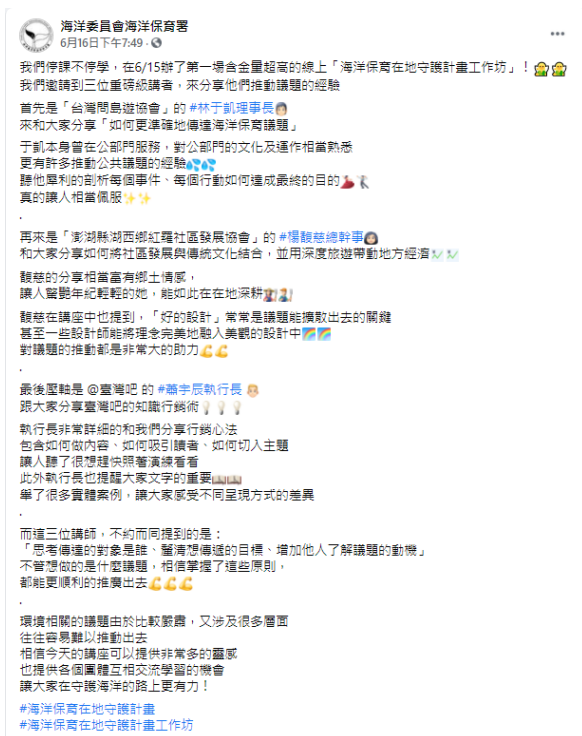 海洋委員會海洋保育署
6月16日下午7:49
我們停課不停學，在6/15辦了第一場含金量超高的線上「海洋保育在地守護計畫工作坊」！
我們邀請到三位重磅級講者，來分享他們推動議題的經驗
首先是「台灣問島遊協會」的 #林于凱理事長
來和大家分享「如何更準確地傳達海洋保育議題」
于凱本身曾在公部門服務，對公部門的文化及運作相當熟悉
更有許多推動公共議題的經驗💦💦
聽他犀利的剖析每個事件、每個行動如何達成最終的目的
真的讓人相當佩服✨✨
.
再來是「澎湖縣湖西鄉紅羅社區發展協會」的 #楊馥慈總幹事
和大家分享如何將社區發展與傳統文化結合，並用深度旅遊帶動地方經濟💹💹
馥慈的分享相當富有鄉土情感，
讓人驚艷年紀輕輕的她，能如此在在地深耕
馥慈在講座中也提到，「好的設計」常常是議題能擴散出去的關鍵
甚至一些設計師能將理念完美地融入美觀的設計中🌈🌈
對議題的推動都是非常大的助力💪💪
.
最後壓軸是 @臺灣吧 的 #蕭宇辰執行長
跟大家分享臺灣吧的知識行銷術💡💡💡
執行長非常詳細的和我們分享行銷心法
包含如何做內容、如何吸引讀者、如何切入主題
讓人聽了很想趕快照著演練看看
此外執行長也提醒大家文字的重要📖📖
舉了很多實體案例，讓大家感受不同呈現方式的差異
.
而這三位講師，不約而同提到的是：
「思考傳達的對象是誰、釐清想傳遞的目標、增加他人了解議題的動機」
不管想做的是什麼議題，相信掌握了這些原則，
都能更順利的推廣出去💪💪💪
.
環境相關的議題由於比較嚴肅，又涉及很多層面
往往容易難以推動出去
相信今天的講座可以提供非常多的靈感
也提供各個團體互相交流學習的機會
讓大家在守護海洋的路上更有力！
#海洋保育在地守護計畫
#海洋保育在地守護計畫工作坊